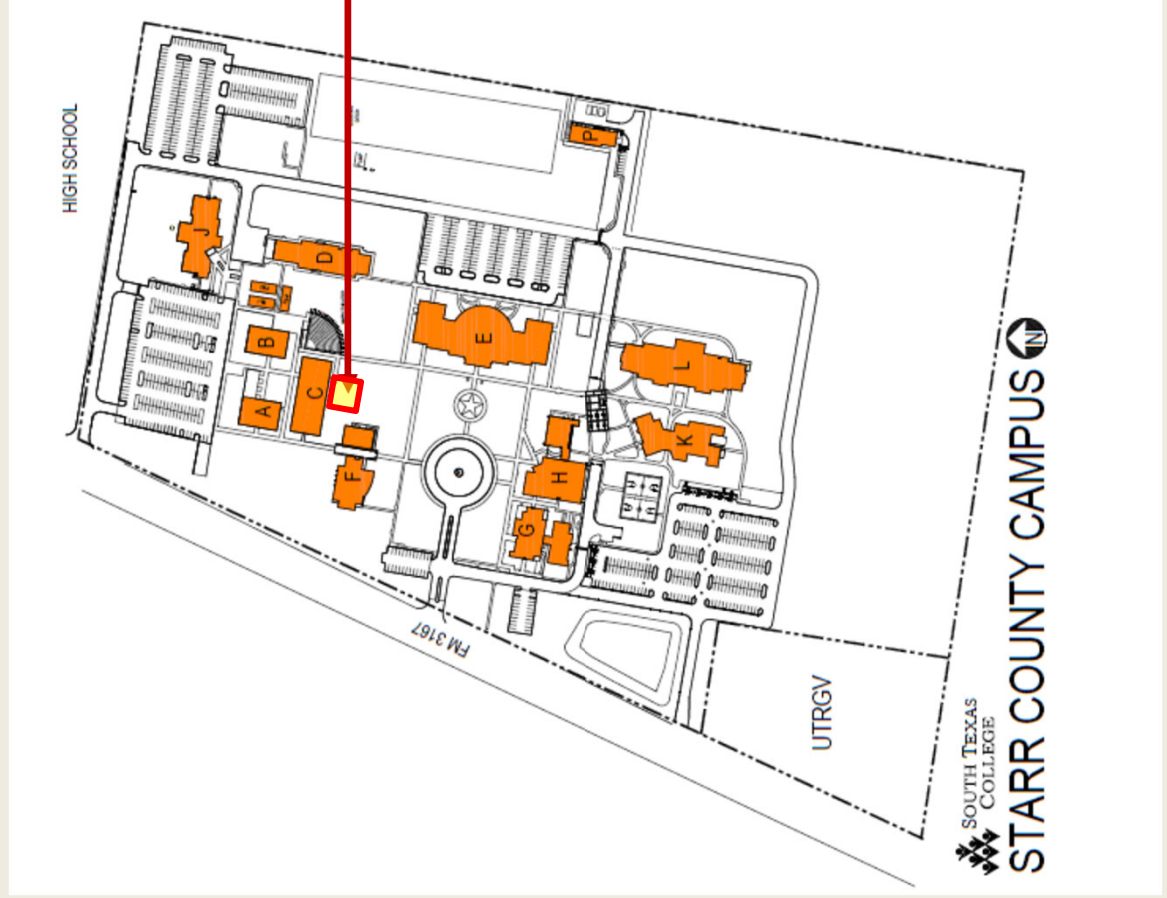 HIGH SCHOOL
P
J
D
B
E
C
A
L
F
K
H
G
FM 3167
UTRGV
SOUTH TEXAS
COLLEGE
STARR COUNTY CAMPUS
N